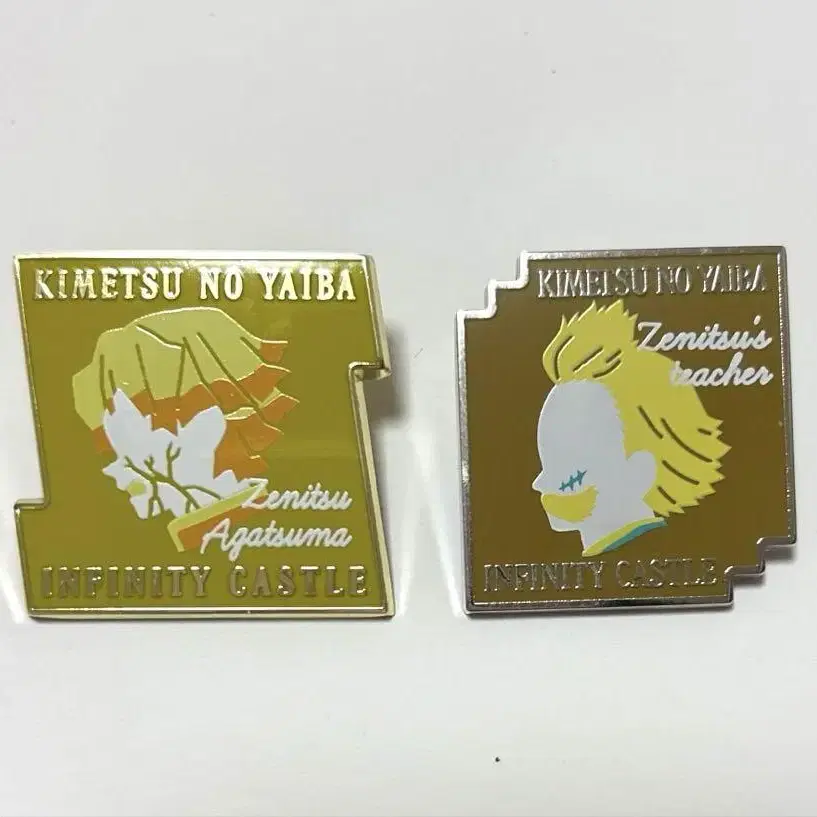 KIMETSU NO YAIBA
Zenitsu
Agatsuma
INFINITY CASTLE
KIMETSU NO YAIBA
Zenitsu's
teacher
INFINITY CASTLE